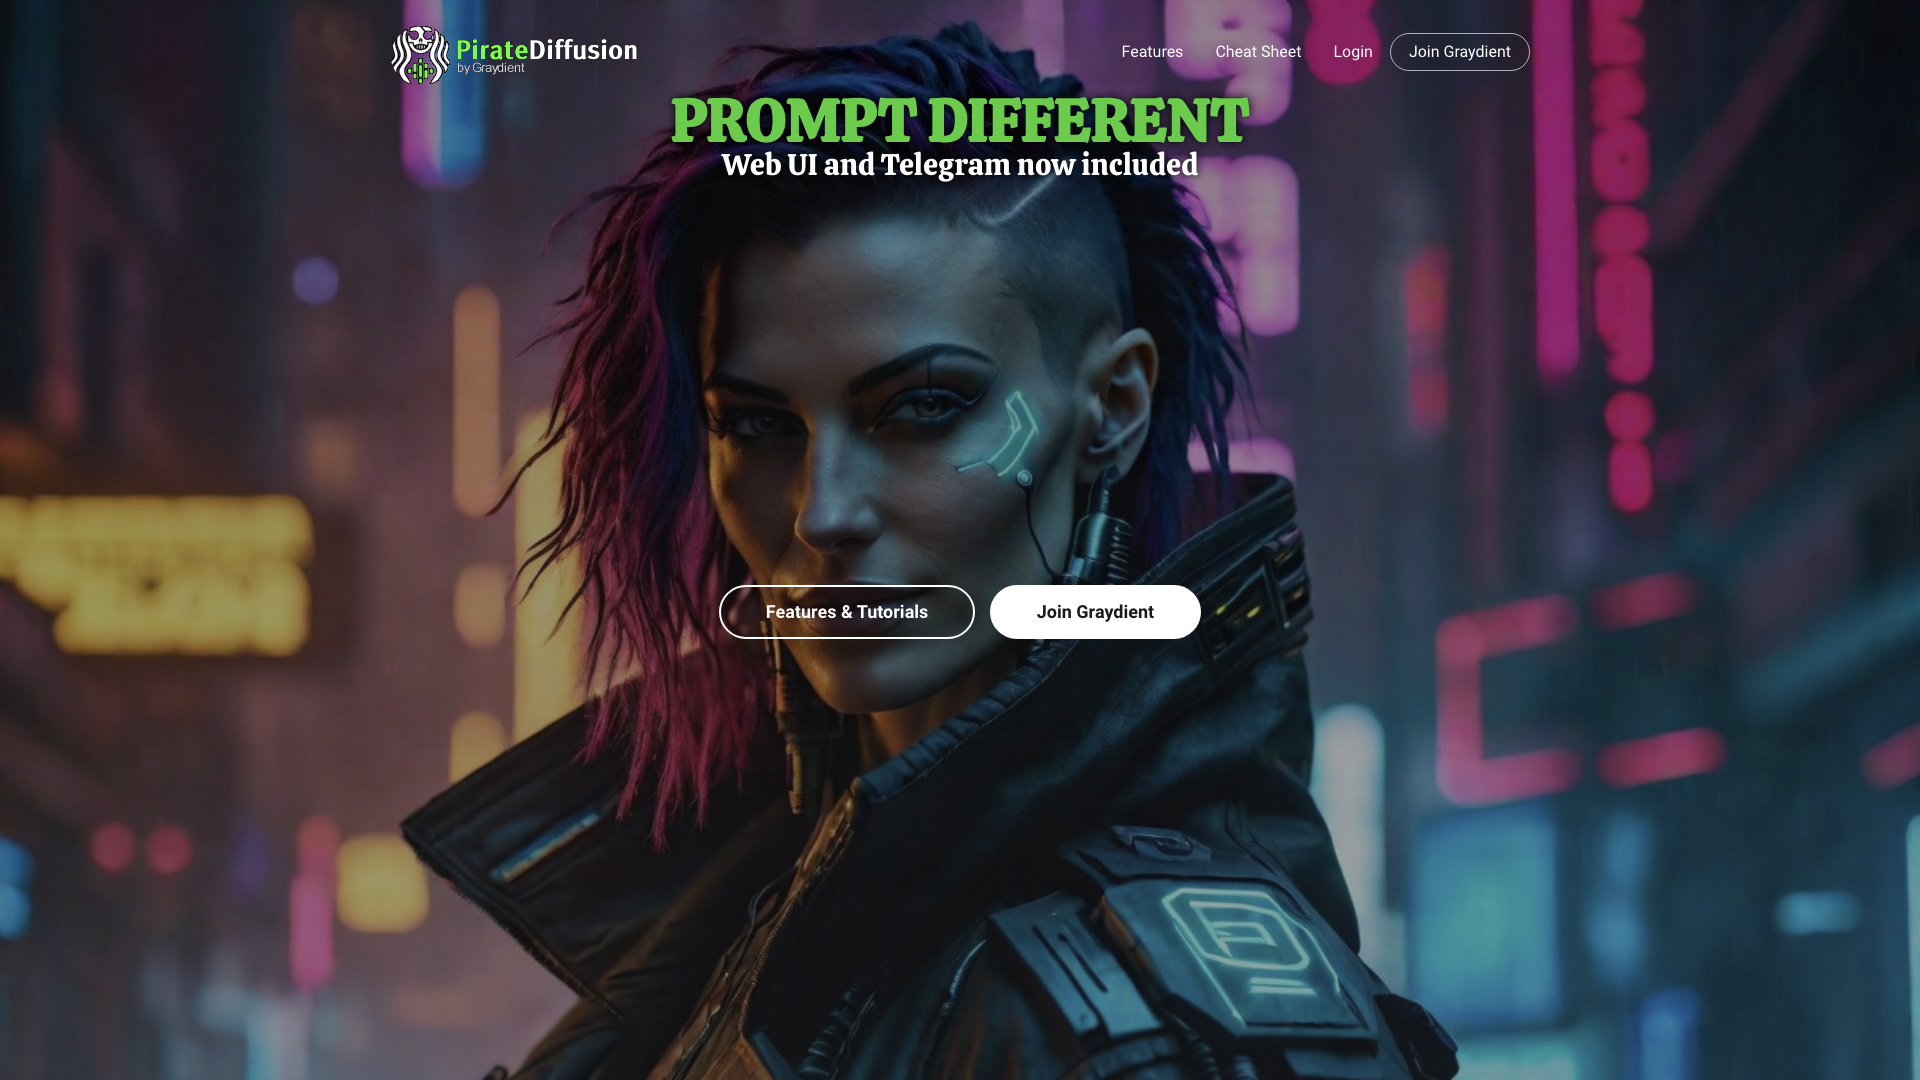 PirateDiffusion
by Graydient
Features
Cheat Sheet
Login
Join Graydient
PROMPT DIFFERENT
Web UI and Telegram now included
Features & Tutorials
Join Graydient